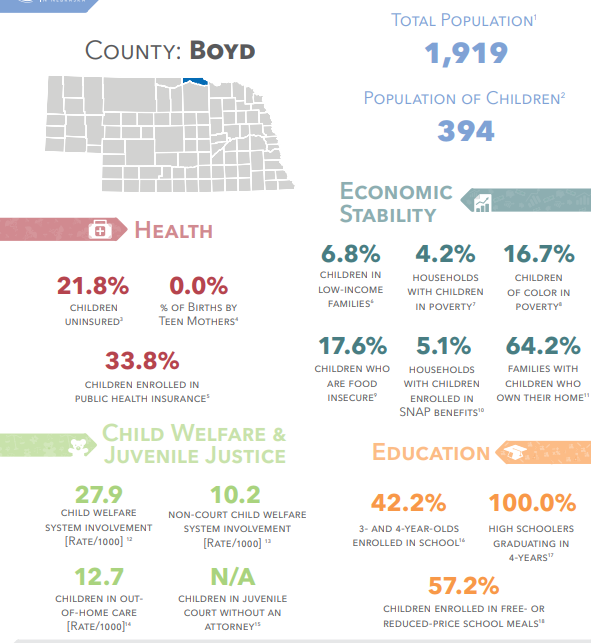 County: Boyd
Total Population¹
1,919
Population of Children²
394
Health
21.8%
children
uninsured³
0.0%
% of Births by
Teen Mothers⁴
33.8%
children enrolled in
public health insurance⁵
Economic
Stability
6.8%
children in
low-income
families⁶
4.2%
households
with children
in poverty⁷
16.7%
children
of color in
poverty⁸
17.6%
children who
are food
insecure⁹
5.1%
households
with children
enrolled in
SNAP benefits¹⁰
64.2%
families with
children who
own their home¹¹
Child Welfare &
Juvenile Justice
27.9
child welfare
system involvement
[Rate/1000] ¹²
10.2
non-court child welfare
system involvement
[Rate/1000] ¹³
12.7
children in out-
of-home care
[Rate/1000]¹⁴
N/A
children in juvenile
court without an
attorney¹⁵
Education
42.2%
3- and 4-year-olds
enrolled in school¹⁶
100.0%
high schoolers
graduating in
4-years¹⁷
57.2%
children enrolled in free- or
reduced-price school meals¹⁸